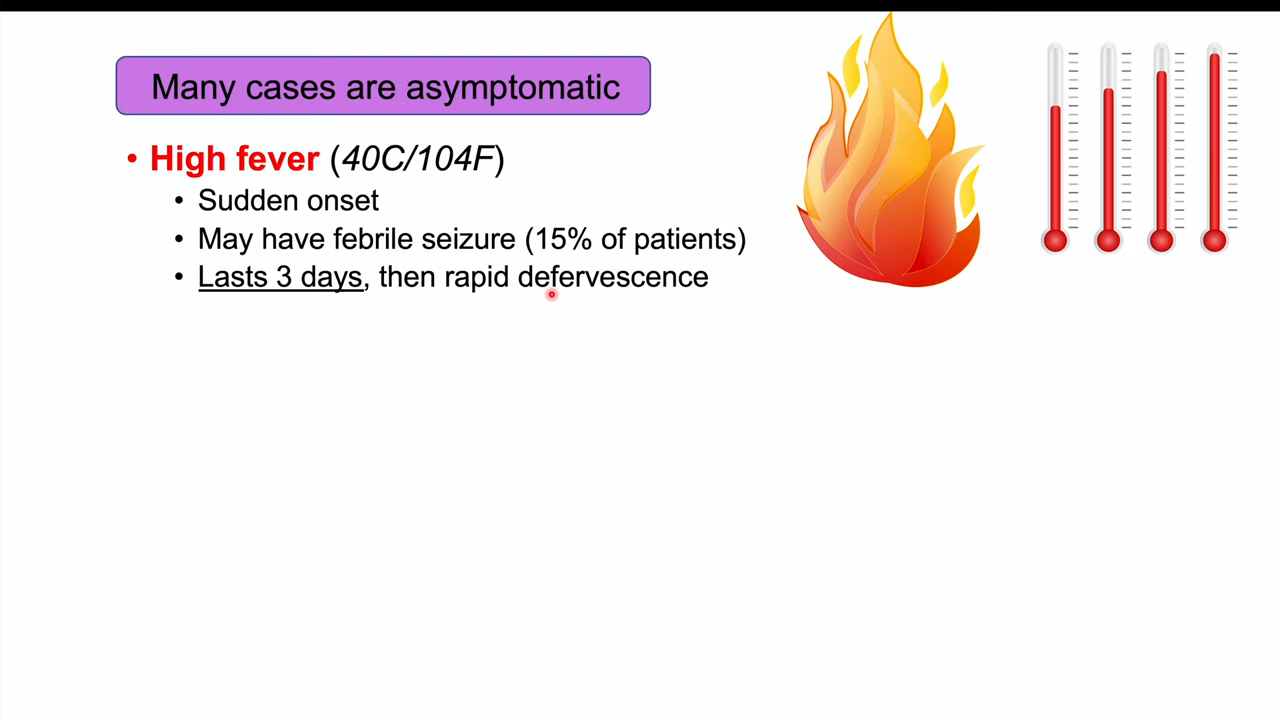 Many cases are asymptomatic
• High fever (40C/104F)
• Sudden onset
• May have febrile seizure (15% of patients)
• Lasts 3 days, then rapid defervescence